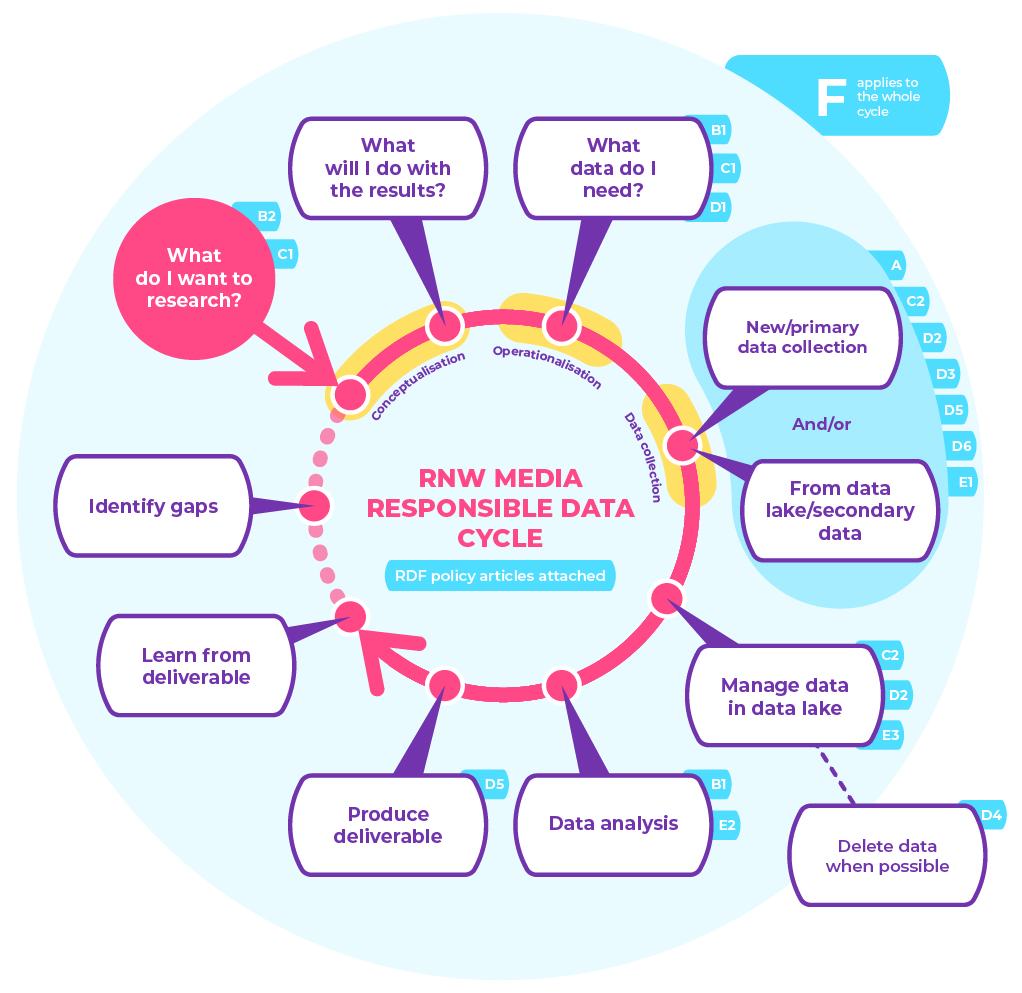 F
applies to
the whole
cycle
What
will I do with
the results?
What
data do I
need?
B1
C1
D1
What
do I want to
research?
B2
C1
Conceptualisation
Operationalisation
Data collection
A
C2
D2
D3
D5
D6
E1
New/primary
data collection
And/or
From data
lake/secondary
data
RNW MEDIA
RESPONSIBLE DATA
CYCLE
RDF policy articles attached
Identify gaps
Learn from
deliverable
Manage data
in data lake
C2
D2
E3
Produce
deliverable
D5
Data analysis
B1
E2
Delete data
when possible
D4